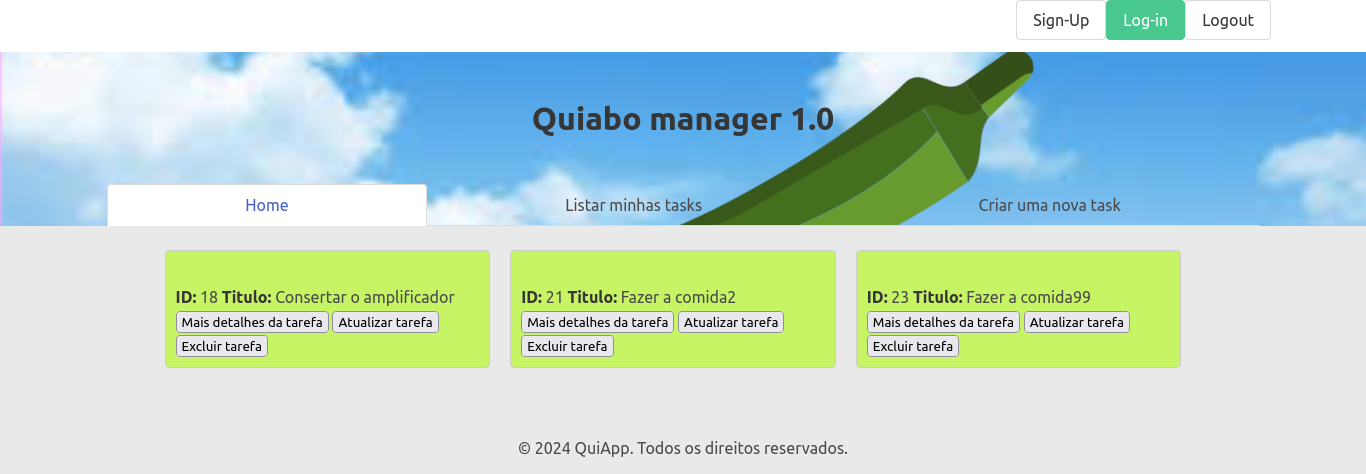 Sign-Up Log-in Logout
Quiabo manager 1.0
Home Listar minhas tasks Criar uma nova task
ID: 18 Titulo: Consertar o amplificador
Mais detalhes da tarefa Atualizar tarefa
Excluir tarefa
ID: 21 Titulo: Fazer a comida2
Mais detalhes da tarefa Atualizar tarefa
Excluir tarefa
ID: 23 Titulo: Fazer a comida99
Mais detalhes da tarefa Atualizar tarefa
Excluir tarefa
© 2024 QuiApp. Todos os direitos reservados.